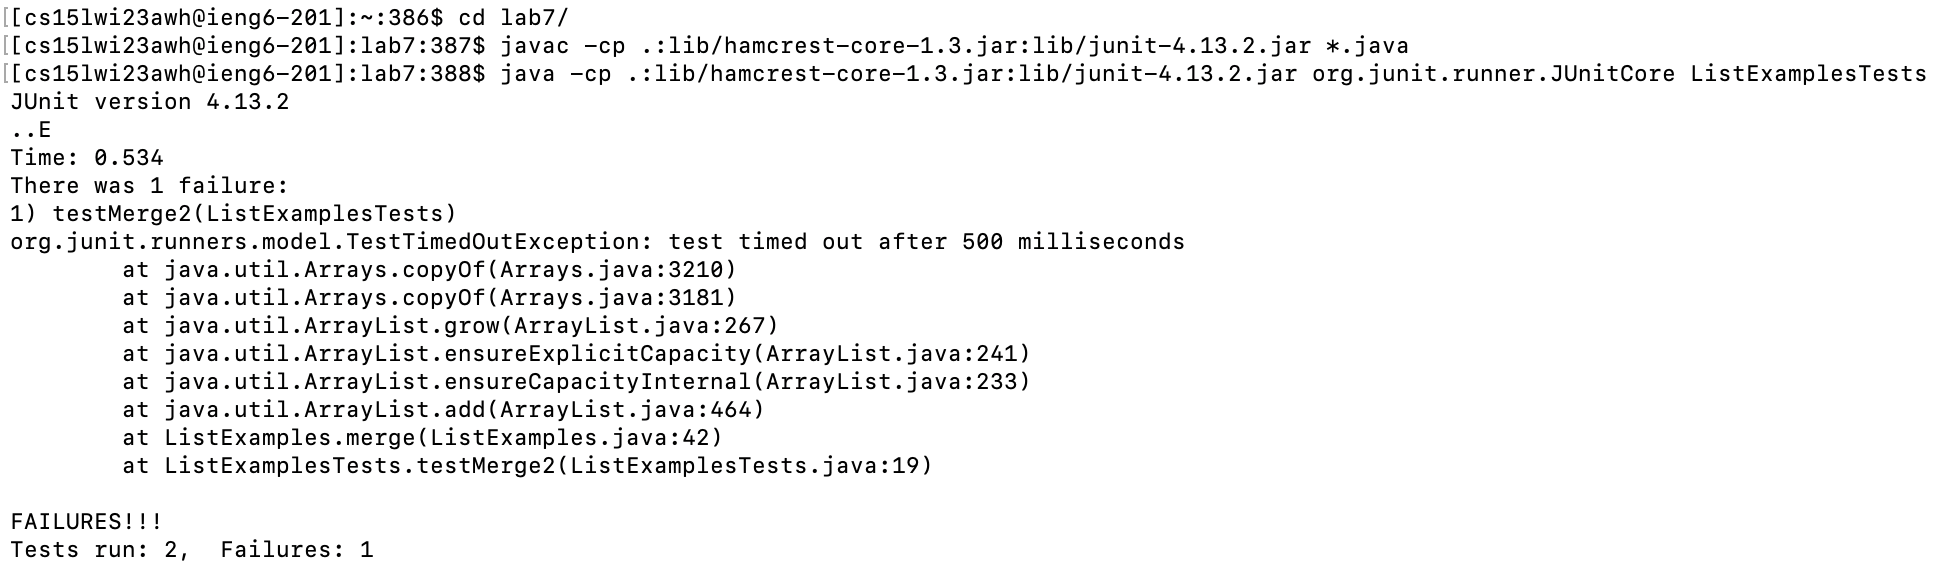 [[cs15lwi23awh@ieng6-201]:~:386$ cd lab7/
[[cs15lwi23awh@ieng6-201]:lab7:387$ javac -cp .:lib/hamcrest-core-1.3.jar:lib/junit-4.13.2.jar *.java
[[cs15lwi23awh@ieng6-201]:lab7:388$ java -cp .:lib/hamcrest-core-1.3.jar:lib/junit-4.13.2.jar org.junit.runner.JUnitCore ListExamplesTests
JUnit version 4.13.2
..E
Time: 0.534
There was 1 failure:
1) testMerge2(ListExamplesTests)
org.junit.runners.model.TestTimedOutException: test timed out after 500 milliseconds
        at java.util.Arrays.copyOf(Arrays.java:3210)
        at java.util.Arrays.copyOf(Arrays.java:3181)
        at java.util.ArrayList.grow(ArrayList.java:267)
        at java.util.ArrayList.ensureExplicitCapacity(ArrayList.java:241)
        at java.util.ArrayList.ensureCapacityInternal(ArrayList.java:233)
        at java.util.ArrayList.add(ArrayList.java:464)
        at ListExamples.merge(ListExamples.java:42)
        at ListExamplesTests.testMerge2(ListExamplesTests.java:19)

FAILURES!!!
Tests run: 2,  Failures: 1